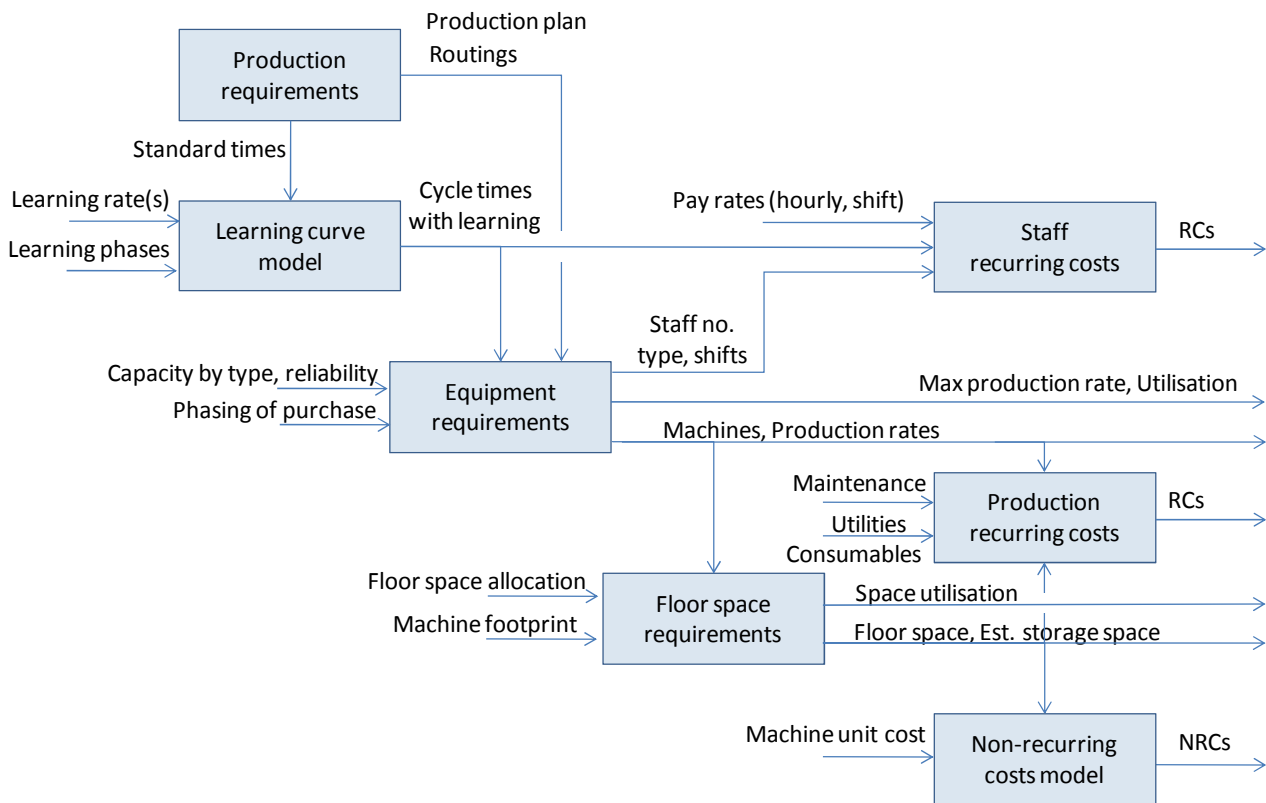 Production plan
Routings
Production
requirements
Standard times
Learning rate(s)
Learning phases
Learning curve
model
Cycle times
with learning
Pay rates (hourly, shift)
Staff
recurring costs
RCs
Staff no.
type, shifts
Capacity by type, reliability
Phasing of purchase
Equipment
requirements
Max production rate, Utilisation
Machines, Production rates
Maintenance
Utilities
Consumables
Production
recurring costs
RCs
Floor space allocation
Machine footprint
Floor space
requirements
Space utilisation
Floor space, Est. storage space
Machine unit cost
Non-recurring
costs model
NRCs